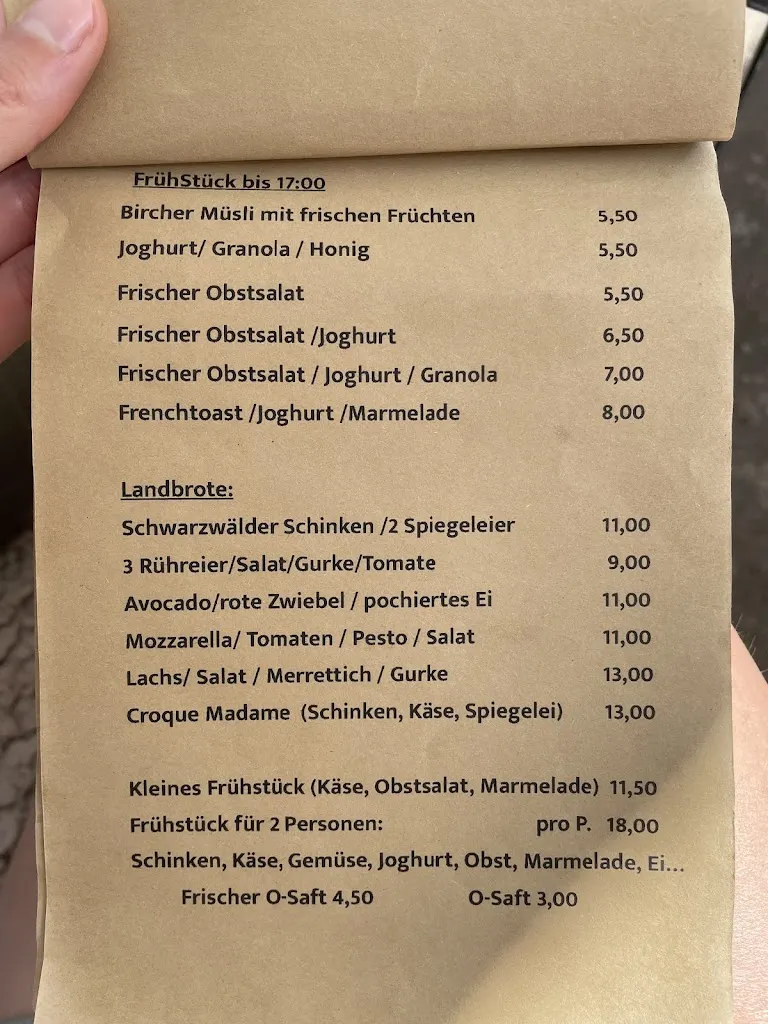 FrühStück bis 17:00
Bircher Müsli mit frischen Früchten 5,50
Joghurt/ Granola / Honig 5,50
Frischer Obstsalat 5,50
Frischer Obstsalat /Joghurt 6,50
Frischer Obstsalat / Joghurt / Granola 7,00
Frenchtoast /Joghurt /Marmelade 8,00
Landbrote:
Schwarzwälder Schinken /2 Spiegeleier 11,00
3 Rühreier/Salat/Gurke/Tomate 9,00
Avocado/rote Zwiebel / pochiertes Ei 11,00
Mozzarella/ Tomaten / Pesto / Salat 11,00
Lachs/ Salat / Merrettich / Gurke 13,00
Croque Madame (Schinken, Käse, Spiegelei) 13,00
Kleines Frühstück (Käse, Obstsalat, Marmelade) 11,50
Frühstück für 2 Personen: pro P. 18,00
Schinken, Käse, Gemüse, Joghurt, Obst, Marmelade, Ei...
Frischer O-Saft 4,50 O-Saft 3,00